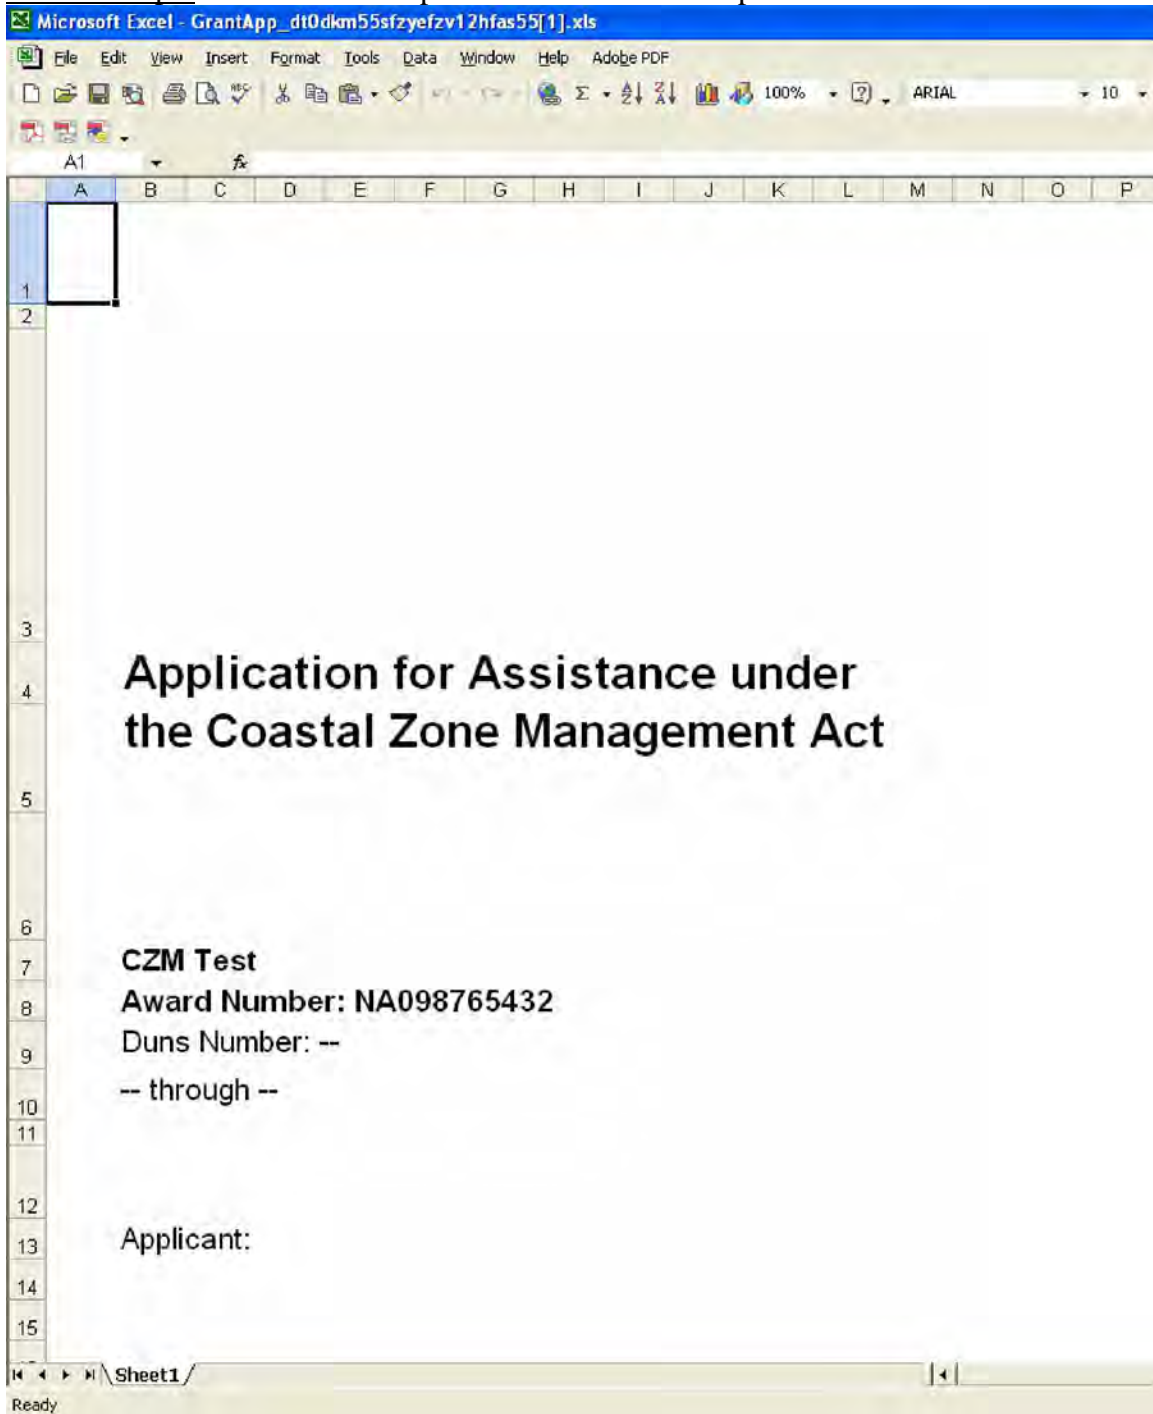 Microsoft Excel - GrantApp_dt0dkm55sfzyefzv12hfas55[1].xls
File Edit View Insert Format Tools Data Window Help Adobe PDF
100% ARIAL 10
A1 fx
A B C D E F G H I J K L M N O P
1
2
3
Application for Assistance under
4
the Coastal Zone Management Act
5
6
7 CZM Test
8 Award Number: NA098765432
9 Duns Number: --
10 -- through --
11
12
13 Applicant:
14
15
Sheet1
Ready